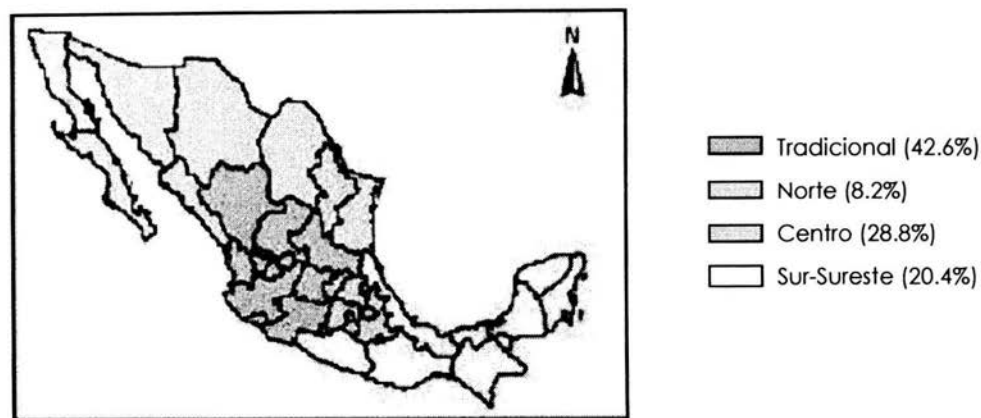 N
Tradicional (42.6%)
Norte (8.2%)
Centro (28.8%)
Sur-Sureste (20.4%)